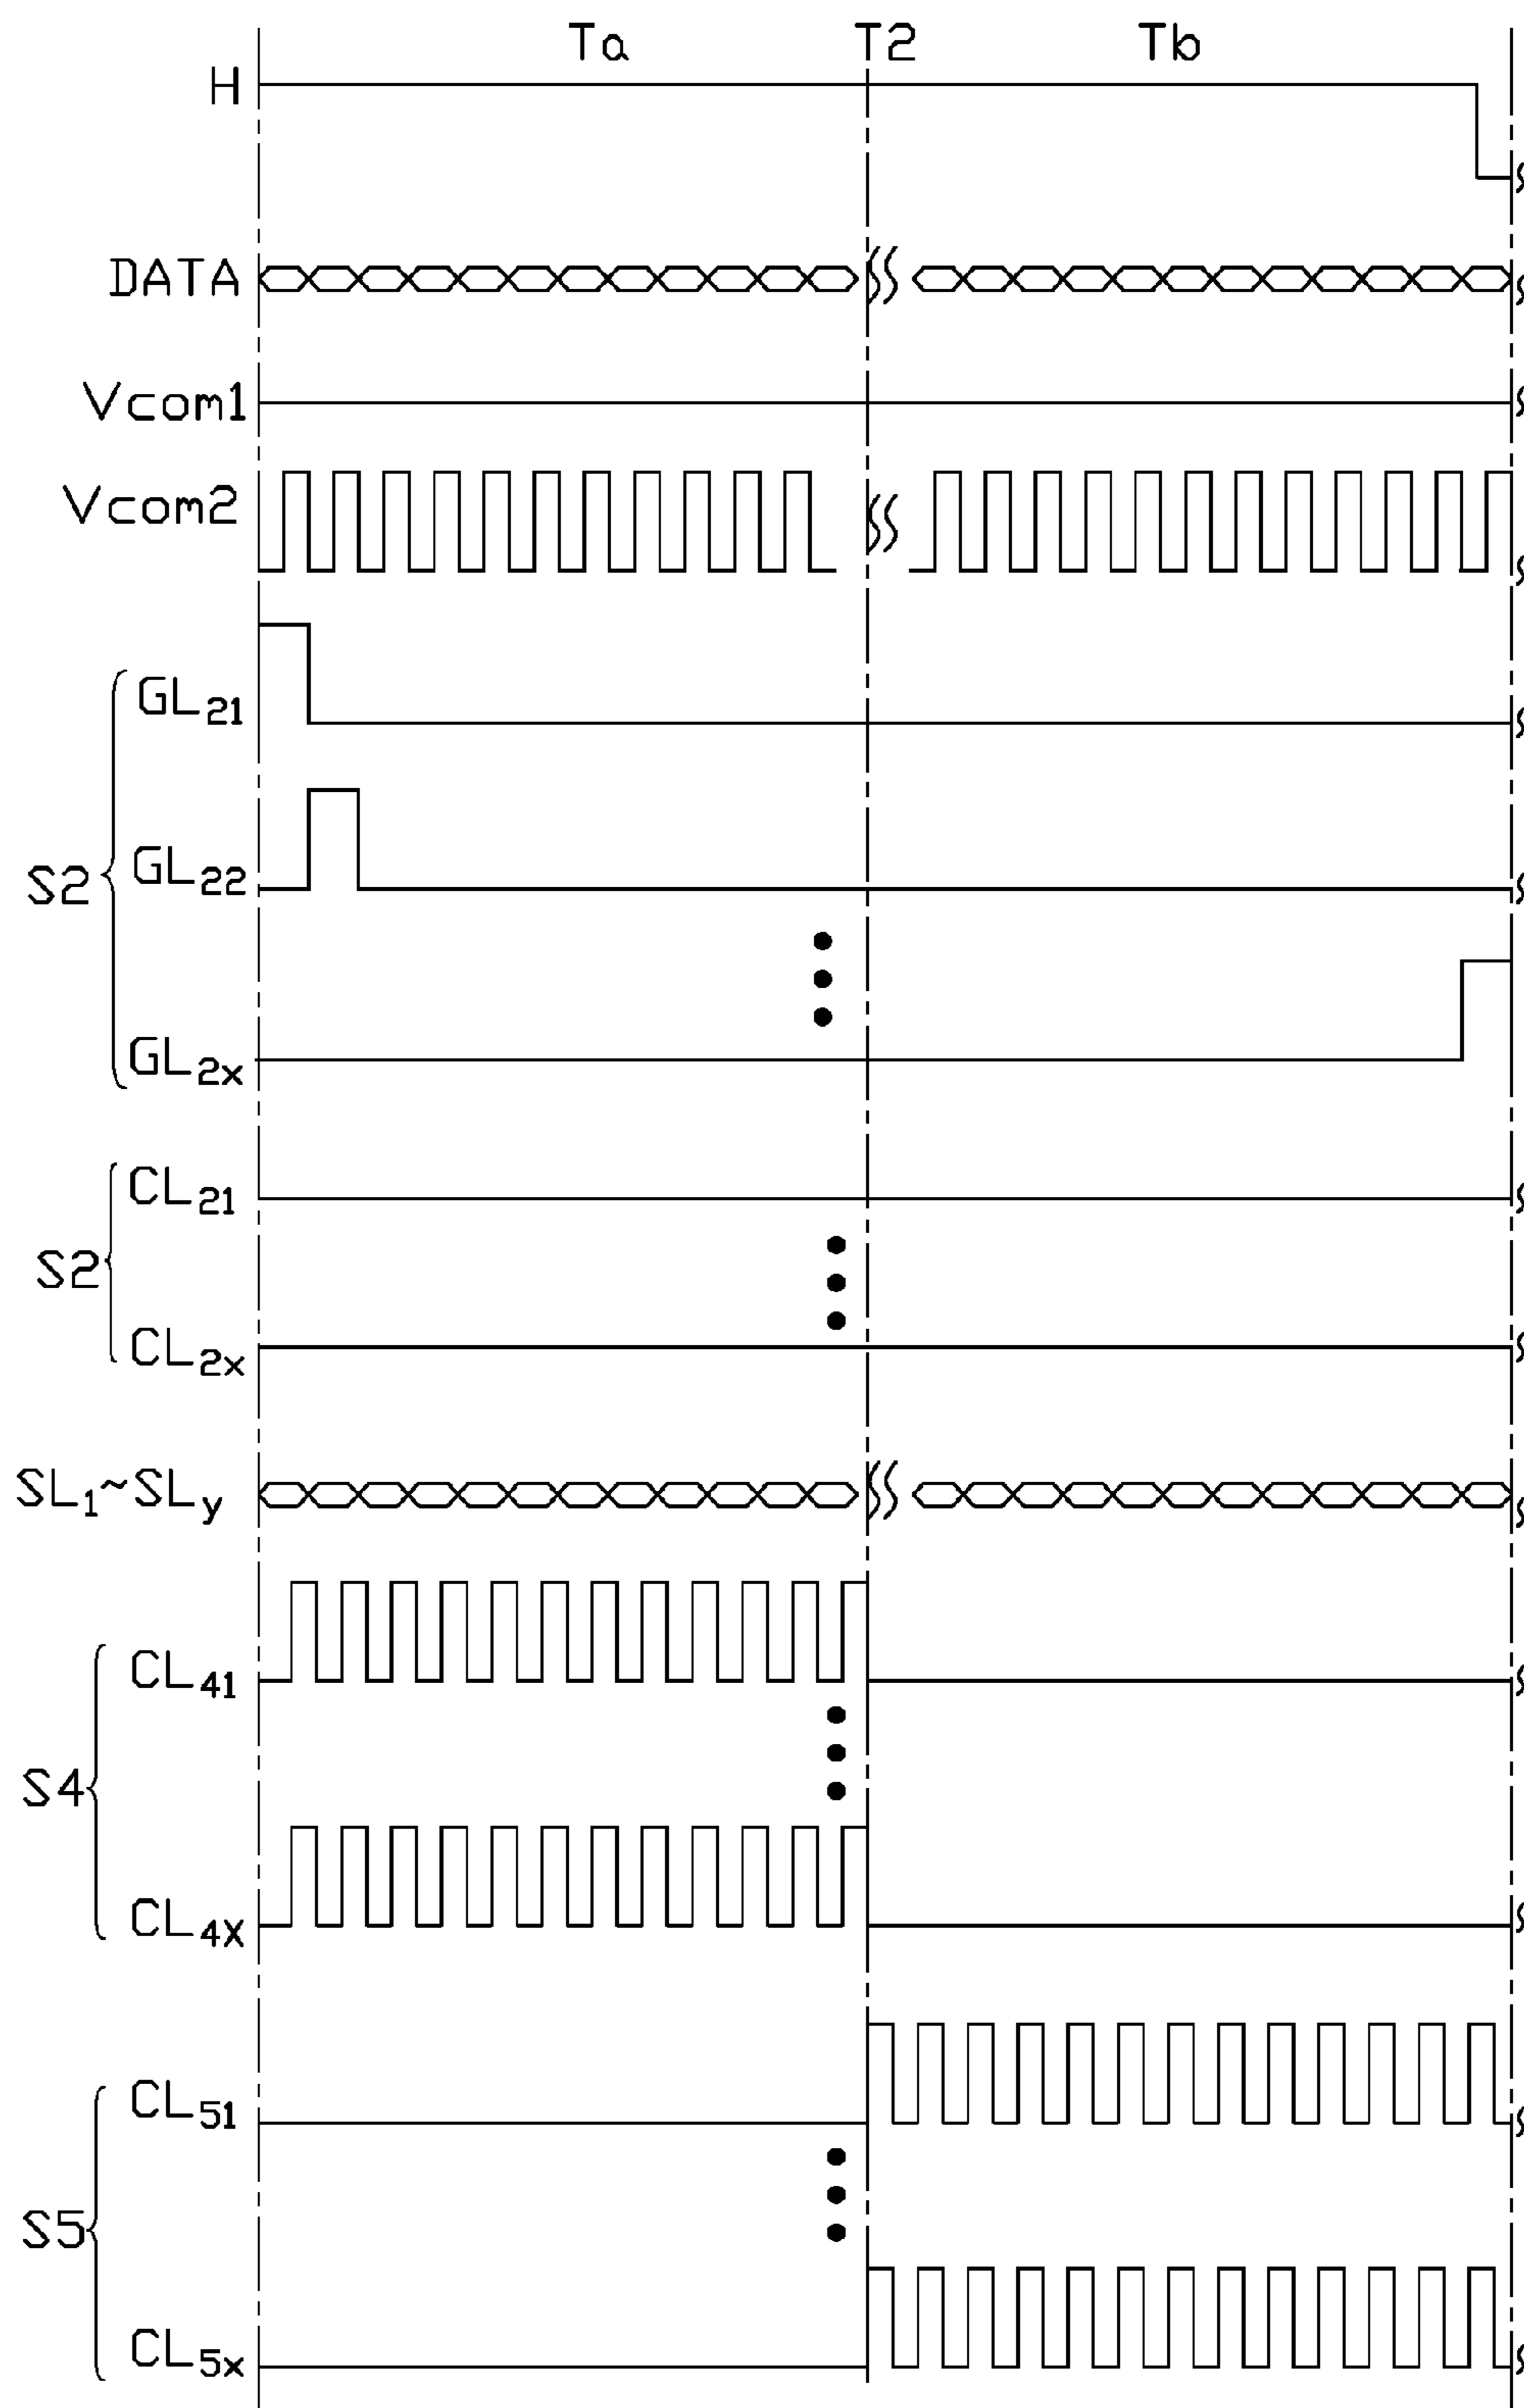 Ta T2 Tb
H
DATA
Vcom1
Vcom2
GL21
S2 GL22
GL2x
CL21
S2
CL2x
SL1~SLy
CL41
S4
CL4X
CL51
S5
CL5x